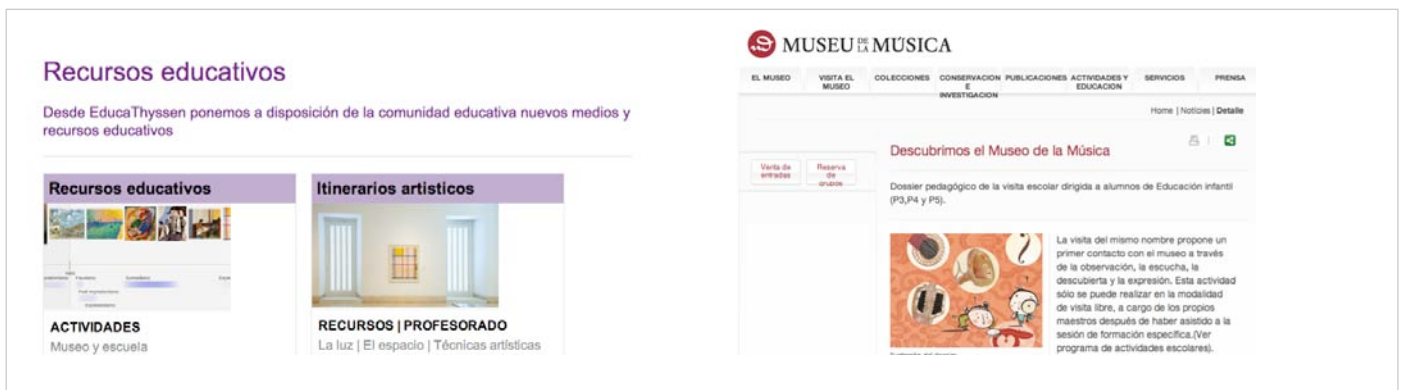 Recursos educativos
Desde EducaThyssen ponemos a disposición de la comunidad educativa nuevos medios y
recursos educativos
Recursos educativos
Itinerarios artisticos
ACTIVIDADES
Museo y escuela
RECURSOS | PROFESORADO
La luz | El espacio | Técnicas artísticas
MUSEU DE LA MÚSICA
EL MUSEO
VISITA EL
MUSEO
COLECCIONES
CONSERVACION
E
INVESTIGACION
PUBLICACIONES
ACTIVIDADES Y
EDUCACION
SERVICIOS
PRENSA
Home | Notícies | Detalle
Venta de
entradas
Reserva
de
grupos
Descubrimos el Museo de la Música
Dossier pedagógico de la visita escolar dirigida a alumnos de Educación infantil
(P3,P4 y P5).
La visita del mismo nombre propone un
primer contacto con el museo a través
de la observación, la escucha, la
descubierta y la expresión. Esta actividad
sólo se puede realizar en la modalidad
de visita libre, a cargo de los propios
maestros después de haber asistido a la
sesión de formación específica.(Ver
programa de actividades escolares).